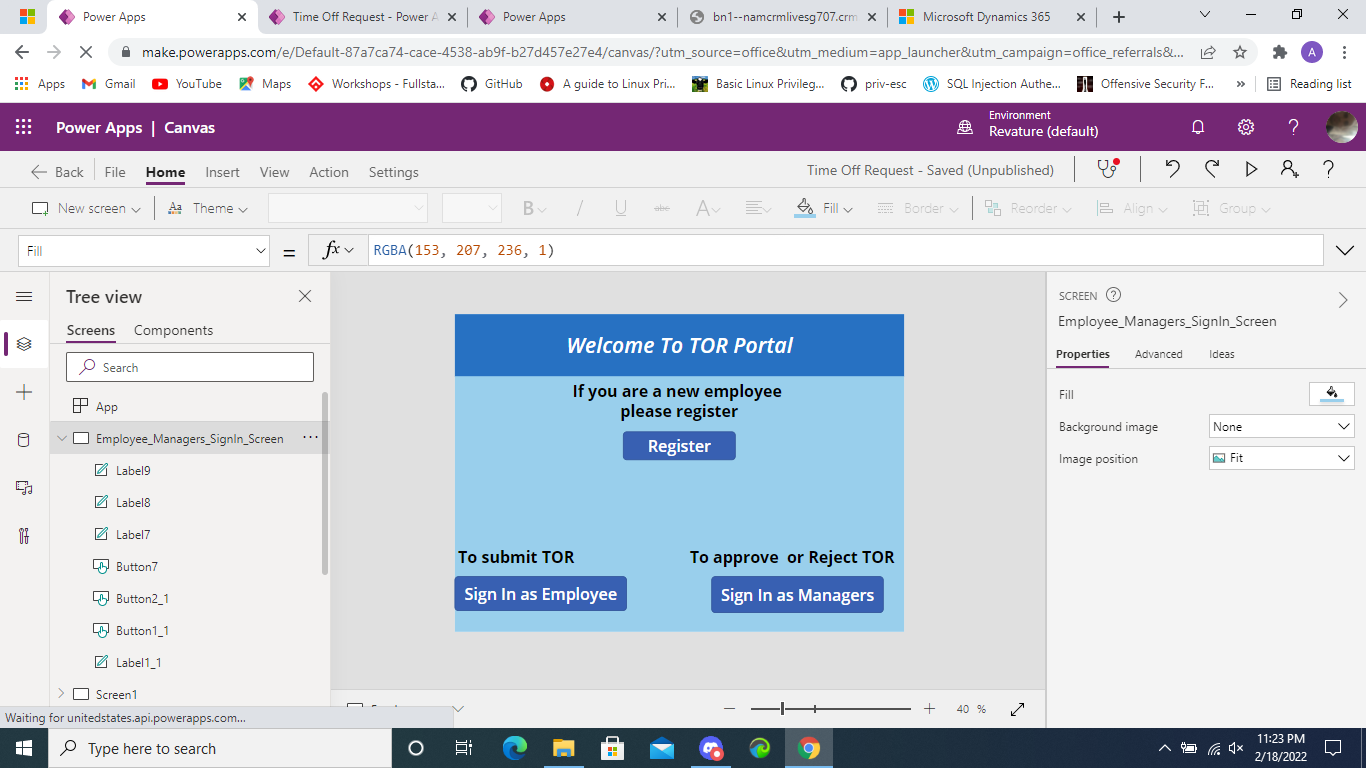 Power Apps
Time Off Request - Power A
Power Apps
bn1--namcrmlivesg707.crm.
Microsoft Dynamics 365
make.powerapps.com/e/Default-87a7ca74-cace-4538-ab9f-b27d457e27e4/canvas/?utm_source=office&utm_medium=app_launcher&utm_campaign=office_referrals&...
A
Apps
Gmail
YouTube
Maps
Workshops - Fullsta...
GitHub
A guide to Linux Pri...
Basic Linux Privileg...
priv-esc
SQL Injection Authe...
Offensive Security F...
»
Reading list
Power Apps | Canvas
Environment
Revature (default)
Back
File
Home
Insert
View
Action
Settings
Time Off Request - Saved (Unpublished)
New screen
Theme
B
/
U
abc
A
Fill
Border
Reorder
Align
Group
Fill
=
fx
RGBA(153, 207, 236, 1)
Tree view
Screens
Components
Search
App
Employee_Managers_SignIn_Screen
...
Label9
Label8
Label7
Button7
Button2_1
Button1_1
Label1_1
Screen1
Welcome To TOR Portal
If you are a new employee
please register
Register
To submit TOR
To approve or Reject TOR
Sign In as Employee
Sign In as Managers
SCREEN
Employee_Managers_SignIn_Screen
Properties
Advanced
Ideas
Fill
Background image
None
Image position
Fit
40 %
Waiting for unitedstates.api.powerapps.com...
Type here to search
11:23 PM
2/18/2022